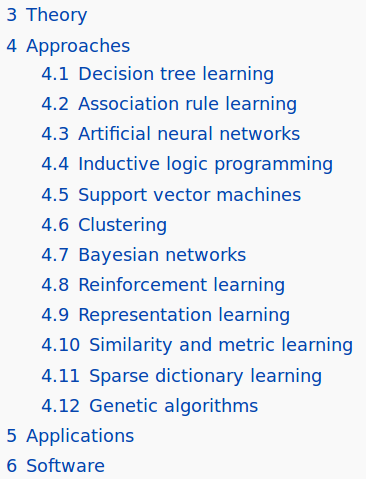 3 Theory
4 Approaches
4.1 Decision tree learning
4.2 Association rule learning
4.3 Artificial neural networks
4.4 Inductive logic programming
4.5 Support vector machines
4.6 Clustering
4.7 Bayesian networks
4.8 Reinforcement learning
4.9 Representation learning
4.10 Similarity and metric learning
4.11 Sparse dictionary learning
4.12 Genetic algorithms
5 Applications
6 Software